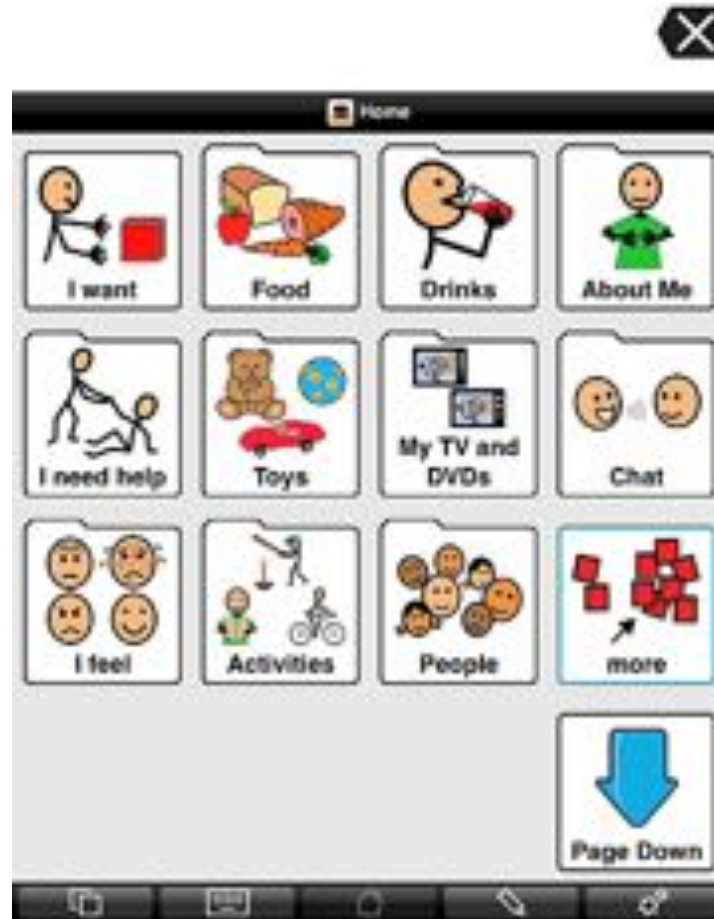 Home
I want
Food
Drinks
About Me
I need help
Toys
My TV and
DVDs
Chat
I feel
Activities
People
more
Page Down